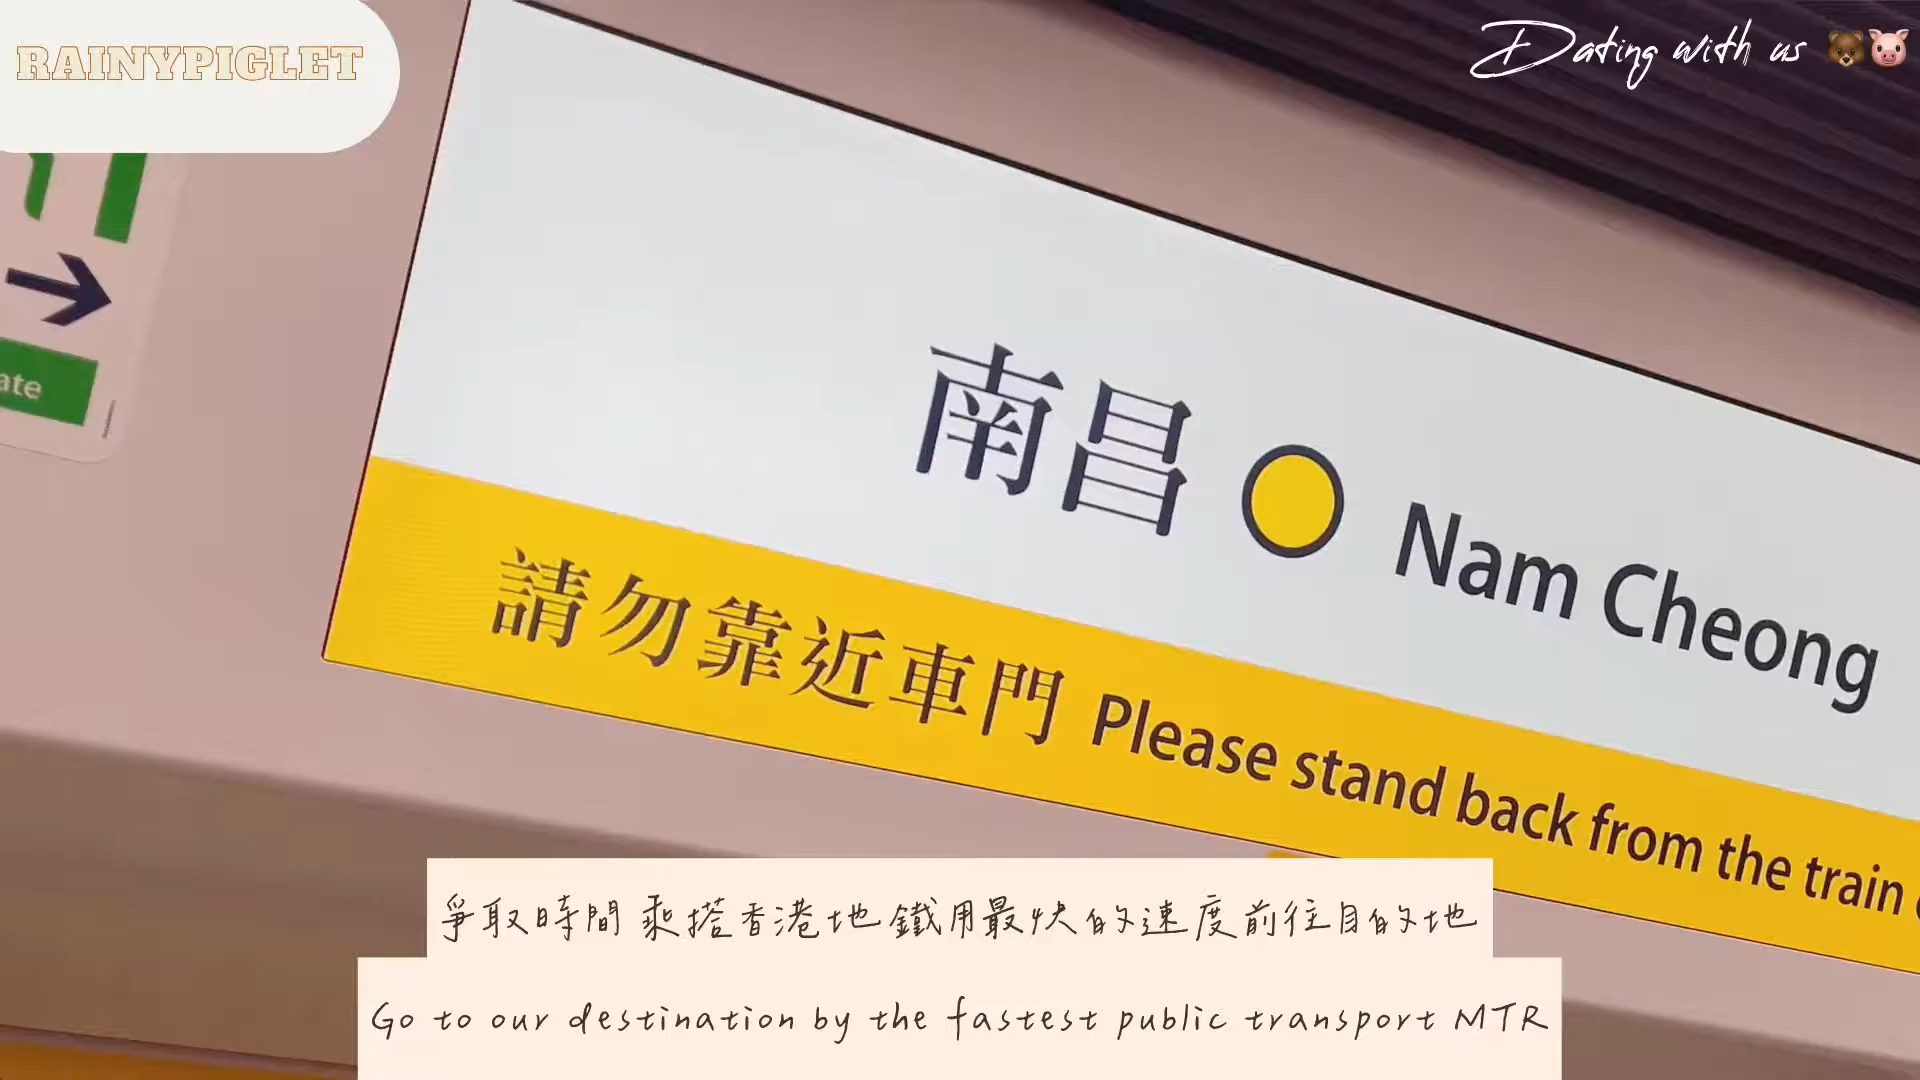 RAINYPIGLET
Dating with us 🐻🐷
ate
南昌 Nam Cheong
請勿靠近車門 Please stand back from the train
爭取時間 乘搭香港地鐵用最快的速度前往目的地
Go to our destination by the fastest public transport MTR